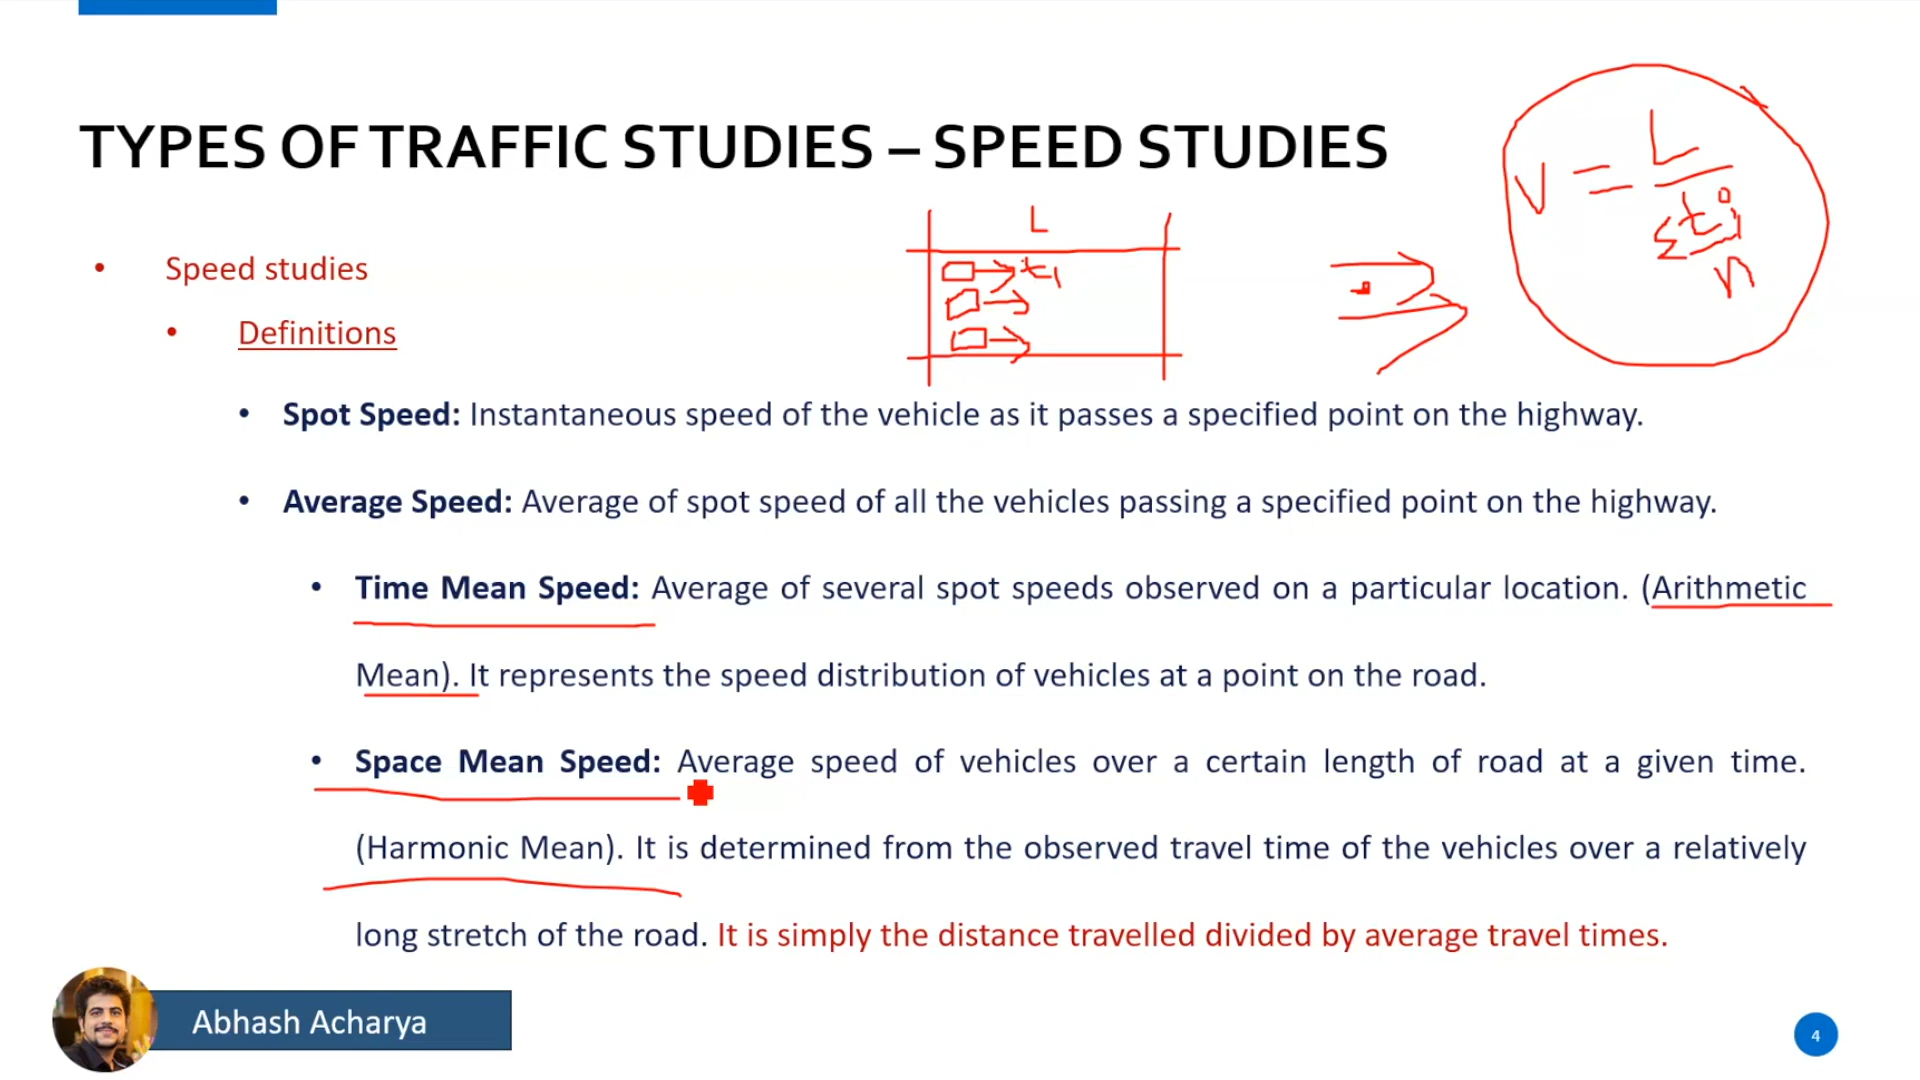 TYPES OF TRAFFIC STUDIES – SPEED STUDIES
V = L
Σti
n
L
t1
• Speed studies
• Definitions
• Spot Speed: Instantaneous speed of the vehicle as it passes a specified point on the highway.
• Average Speed: Average of spot speed of all the vehicles passing a specified point on the highway.
• Time Mean Speed: Average of several spot speeds observed on a particular location. (Arithmetic
Mean). It represents the speed distribution of vehicles at a point on the road.
• Space Mean Speed: Average speed of vehicles over a certain length of road at a given time.
(Harmonic Mean). It is determined from the observed travel time of the vehicles over a relatively
long stretch of the road. It is simply the distance travelled divided by average travel times.
Abhash Acharya
4